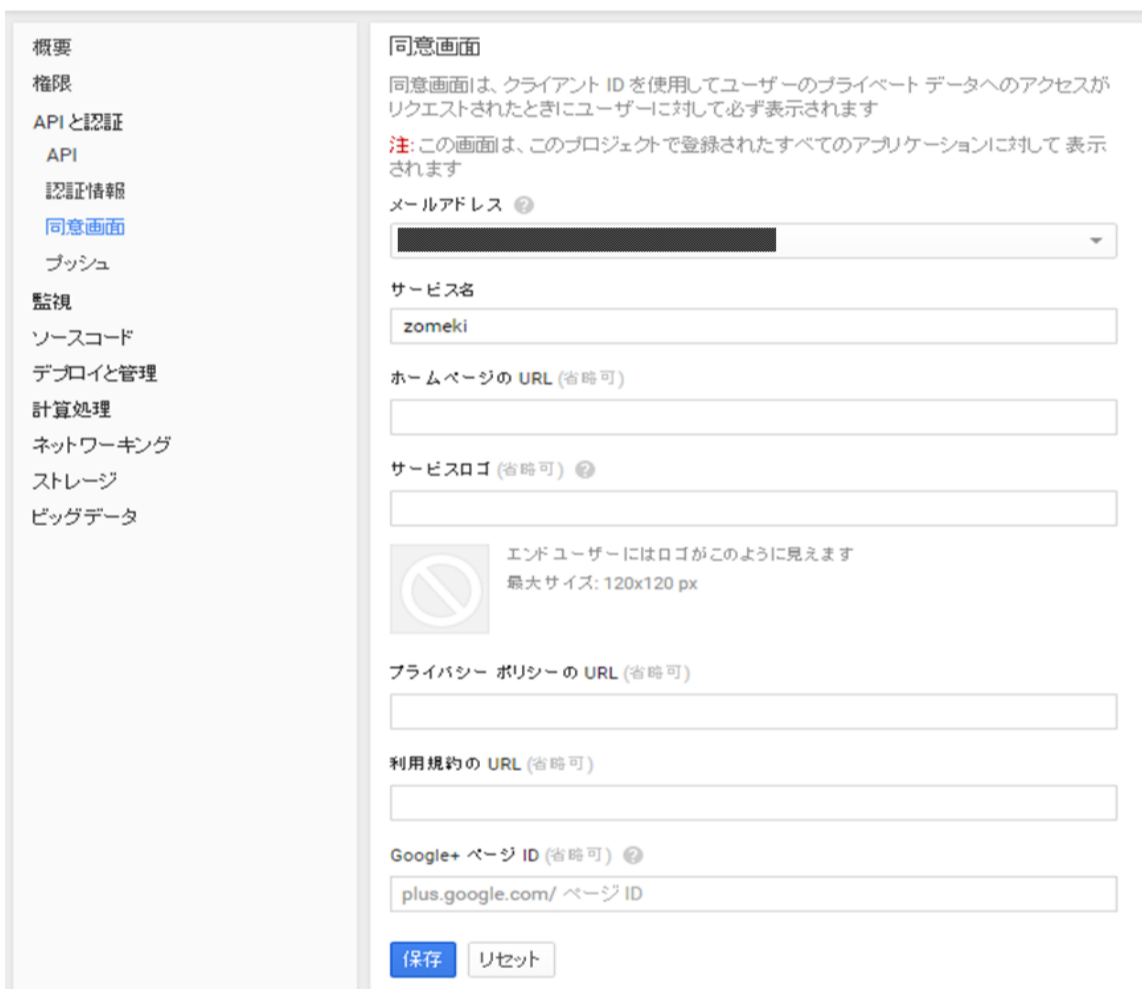 概要
権限
APIと認証
API
認証情報
同意画面
プッシュ
監視
ソースコード
デプロイと管理
計算処理
ネットワーキング
ストレージ
ビッグデータ
同意画面
同意画面は、クライアント ID を使用してユーザーのプライベート データへのアクセスが
リクエストされたときにユーザーに対して必ず表示されます
注: この画面は、このプロジェクトで登録されたすべてのアプリケーションに対して 表示
されます
メールアドレス
サービス名
zomeki
ホームページの URL (省略可)
サービスロゴ (省略可)
エンドユーザーにはロゴがこのように見えます
最大サイズ: 120x120 px
プライバシー ポリシーの URL (省略可)
利用規約の URL (省略可)
Google+ ページ ID (省略可)
plus.google.com/ ページ ID
保存 リセット